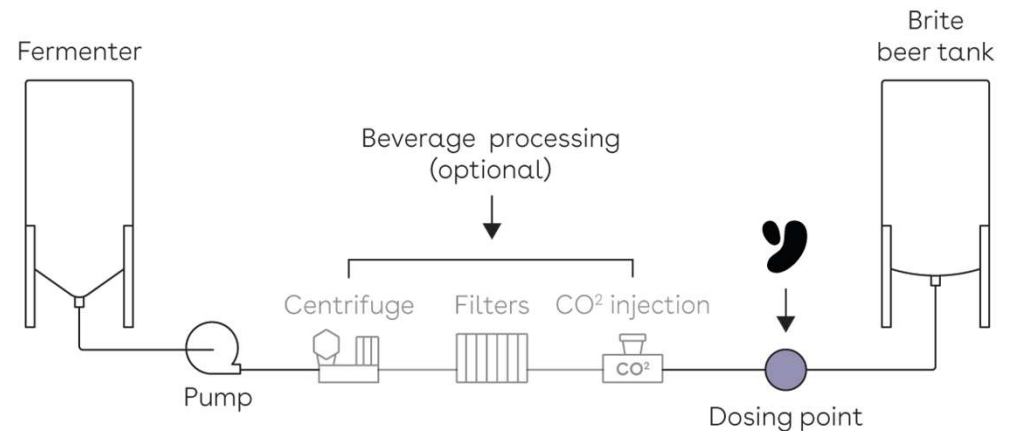 Fermenter
Brite
beer tank
Beverage processing
(optional)
Centrifuge
Filters
CO² injection
CO²
Pump
Dosing point